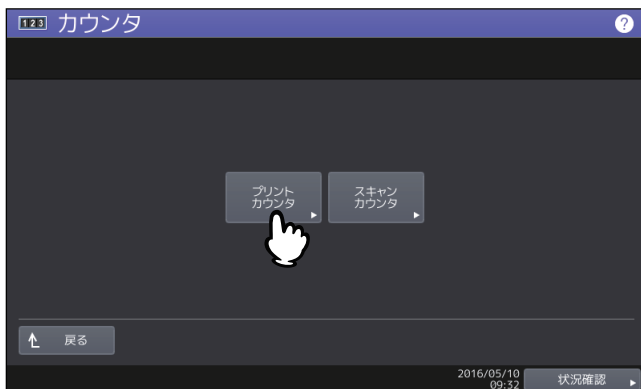 123 カウンタ ?
プリント
カウンタ
スキャン
カウンタ
戻る
2016/05/10
09:32
状況確認